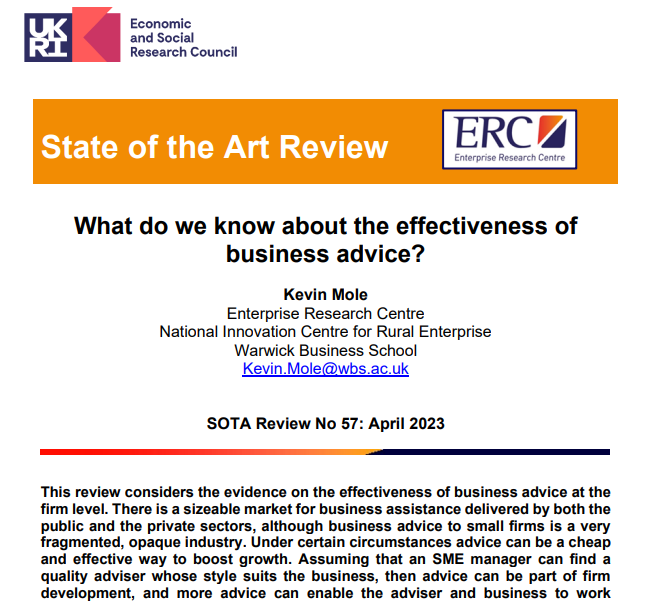 UK
RI
Economic
and Social
Research Council
State of the Art Review
ERC
Enterprise Research Centre
What do we know about the effectiveness of
business advice?
Kevin Mole
Enterprise Research Centre
National Innovation Centre for Rural Enterprise
Warwick Business School
Kevin.Mole@wbs.ac.uk
SOTA Review No 57: April 2023
This review considers the evidence on the effectiveness of business advice at the
firm level. There is a sizeable market for business assistance delivered by both the
public and the private sectors, although business advice to small firms is a very
fragmented, opaque industry. Under certain circumstances advice can be a cheap
and effective way to boost growth. Assuming that an SME manager can find a
quality adviser whose style suits the business, then advice can be part of firm
development, and more advice can enable the adviser and business to work